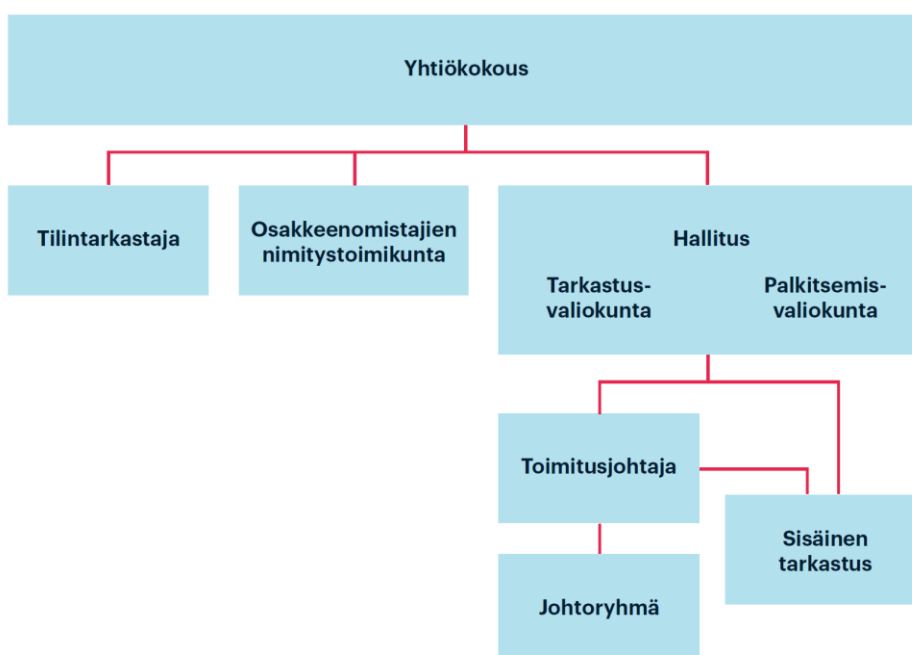 Yhtiökokous
Tilintarkastaja
Osakkeenomistajien
nimitystoimikunta
Hallitus
Tarkastus-
valiokunta
Palkitsemis-
valiokunta
Toimitusjohtaja
Sisäinen
tarkastus
Johtoryhmä